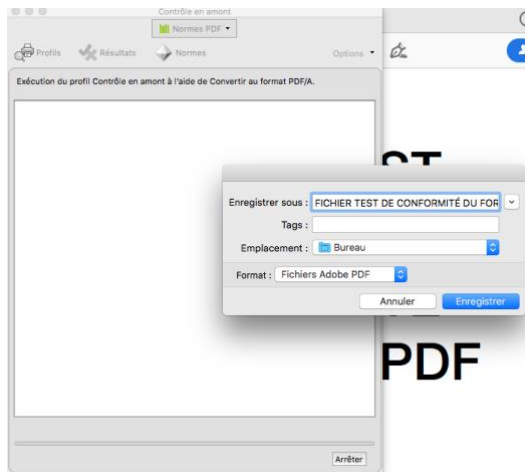 Contrôle en amont
Normes PDF
Profils Résultats Normes Options
Exécution du profil Contrôle en amont à l'aide de Convertir au format PDF/A.
Enregistrer sous : FICHIER TEST DE CONFORMITÉ DU FOR
Tags :
Emplacement : Bureau
Format : Fichiers Adobe PDF
Annuler Enregistrer
PDF
Arrêter